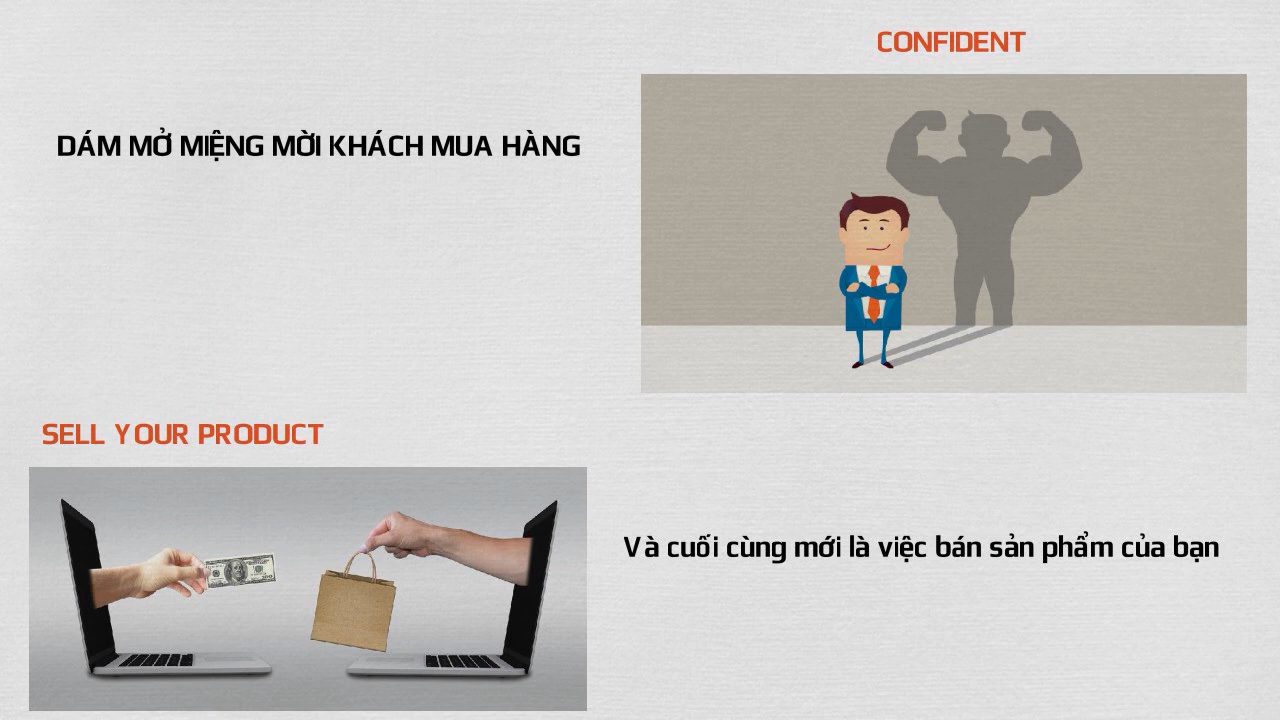 CONFIDENT
DÁM MỞ MIỆNG MỜI KHÁCH MUA HÀNG
SELL YOUR PRODUCT
Và cuối cùng mới là việc bán sản phẩm của bạn